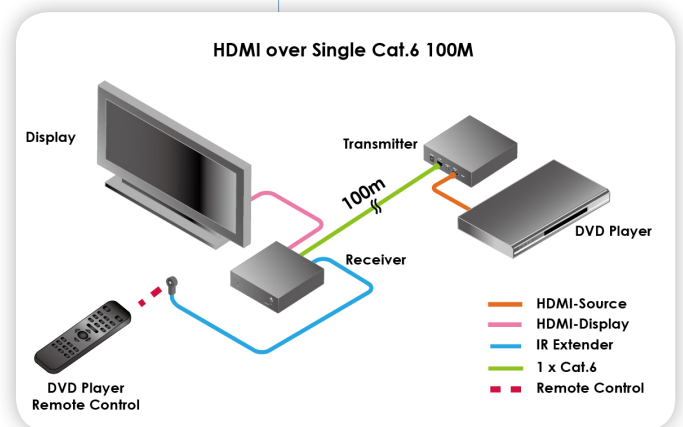 HDMI over Single Cat.6 100M
Display
Transmitter
100m
DVD Player
Receiver
HDMI-Source
HDMI-Display
IR Extender
1 x Cat.6
Remote Control
DVD Player
Remote Control